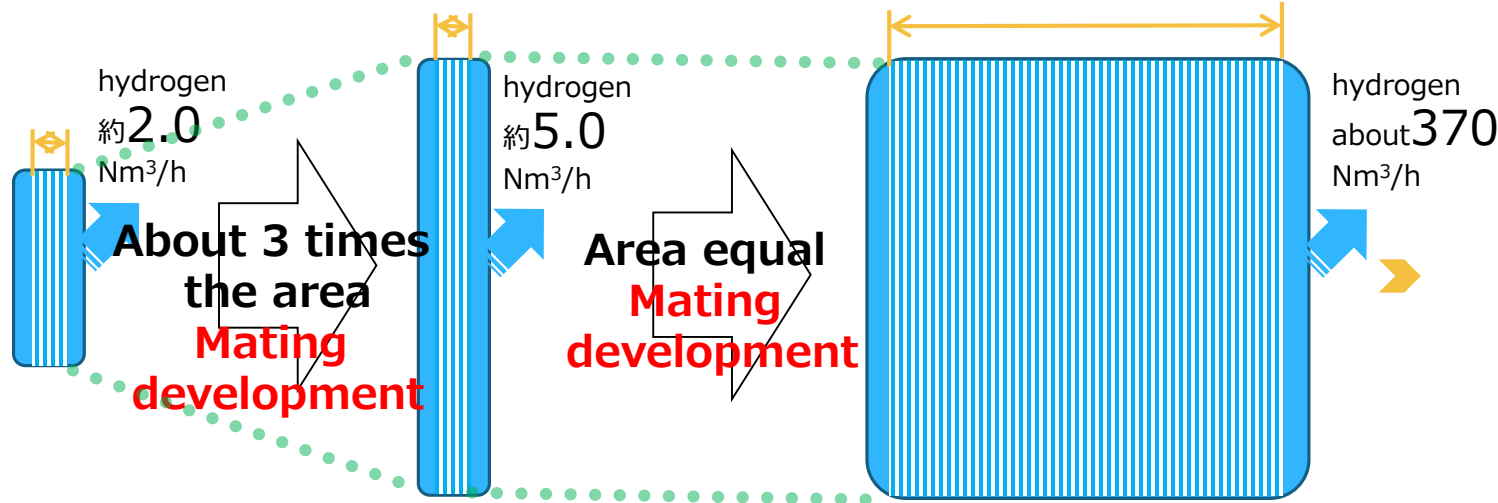 hydrogen
約2.0
Nm³/h
About 3 times
the area
Mating
development
hydrogen
約5.0
Nm³/h
Area equal
Mating
development
hydrogen
about370
Nm³/h